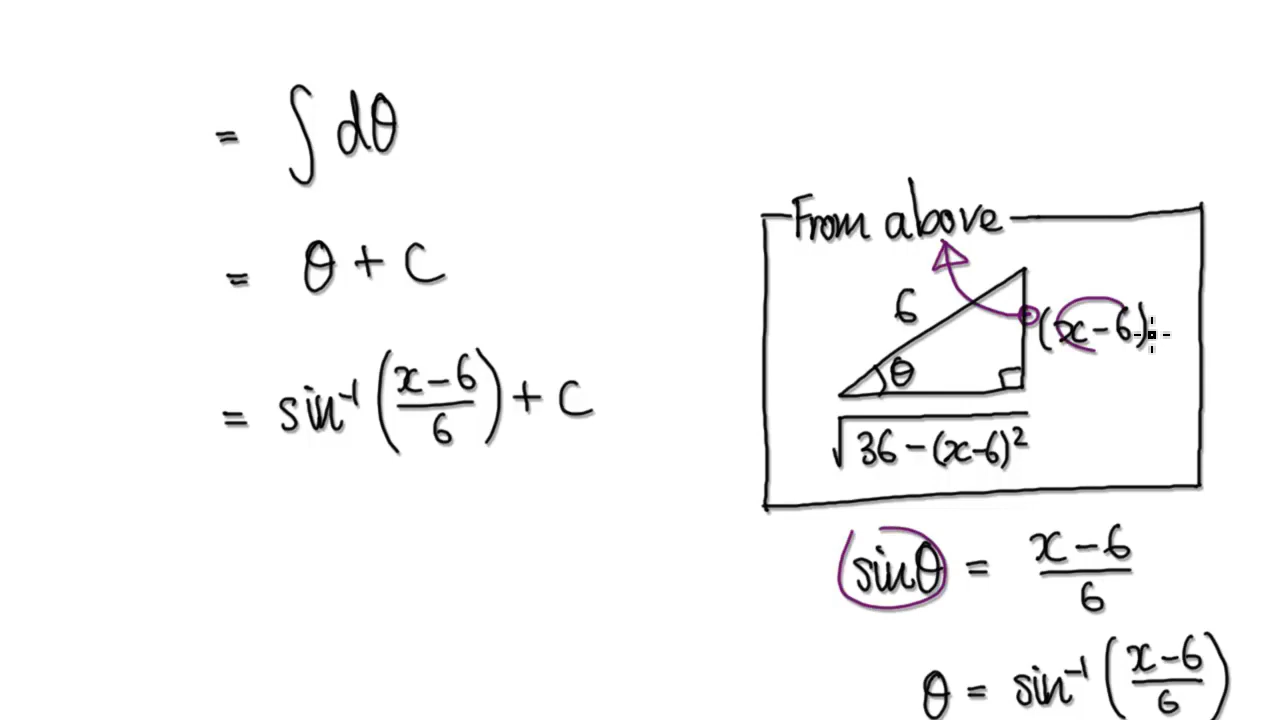 = ∫ dθ
= θ + C
= sin⁻¹ (x−6 / 6) + C
From above
6
(x−6)
θ
√36 − (x−6)²
sinθ = x−6 / 6
θ = sin⁻¹ (x−6 / 6)